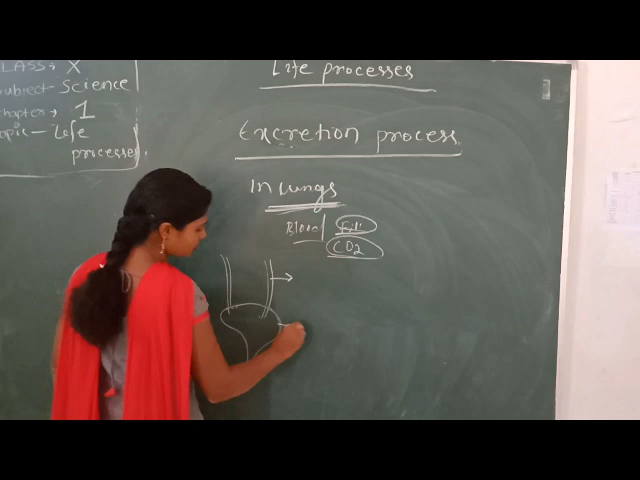 CLASS: X
Subject - Science
Chapter → 1
Topic - Life
processes.
Life processes
Excretion process
In Lungs
Blood
CO2